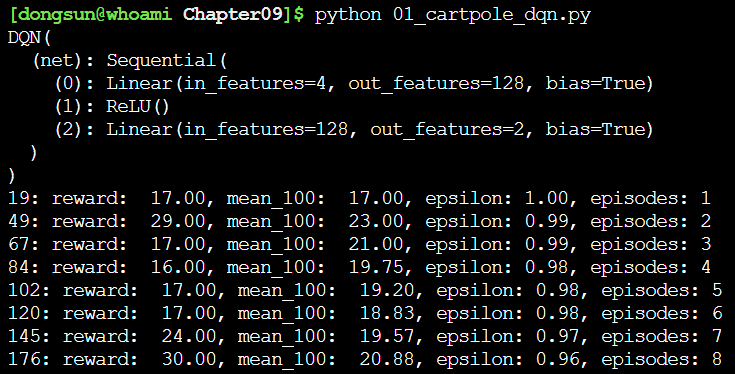 [dongsun@whoami Chapter09]$ python 01_cartpole_dqn.py
DQN(
  (net): Sequential(
    (0): Linear(in_features=4, out_features=128, bias=True)
    (1): ReLU()
    (2): Linear(in_features=128, out_features=2, bias=True)
  )
)
19: reward:  17.00, mean_100:  17.00, epsilon: 1.00, episodes: 1
49: reward:  29.00, mean_100:  23.00, epsilon: 0.99, episodes: 2
67: reward:  17.00, mean_100:  21.00, epsilon: 0.99, episodes: 3
84: reward:  16.00, mean_100:  19.75, epsilon: 0.98, episodes: 4
102: reward:  17.00, mean_100:  19.20, epsilon: 0.98, episodes: 5
120: reward:  17.00, mean_100:  18.83, epsilon: 0.98, episodes: 6
145: reward:  24.00, mean_100:  19.57, epsilon: 0.97, episodes: 7
176: reward:  30.00, mean_100:  20.88, epsilon: 0.96, episodes: 8